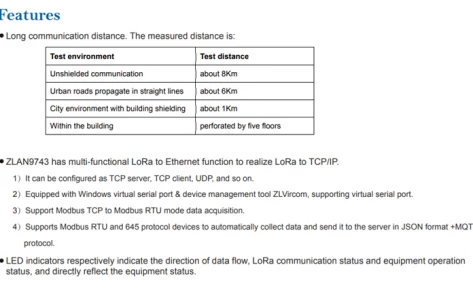 Features
● Long communication distance. The measured distance is:
Test environment Test distance
Unshielded communication about 8Km
Urban roads propagate in straight lines about 6Km
City environment with building shielding about 1Km
Within the building perforated by five floors
● ZLAN9743 has multi-functional LoRa to Ethernet function to realize LoRa to TCP/IP.
1）It can be configured as TCP server, TCP client, UDP, and so on.
2）Equipped with Windows virtual serial port & device management tool ZLVircom, supporting virtual serial port.
3）Support Modbus TCP to Modbus RTU mode data acquisition.
4）Supports Modbus RTU and 645 protocol devices to automatically collect data and send it to the server in JSON format +MQT
protocol.
● LED indicators respectively indicate the direction of data flow, LoRa communication status and equipment operation
status, and directly reflect the equipment status.